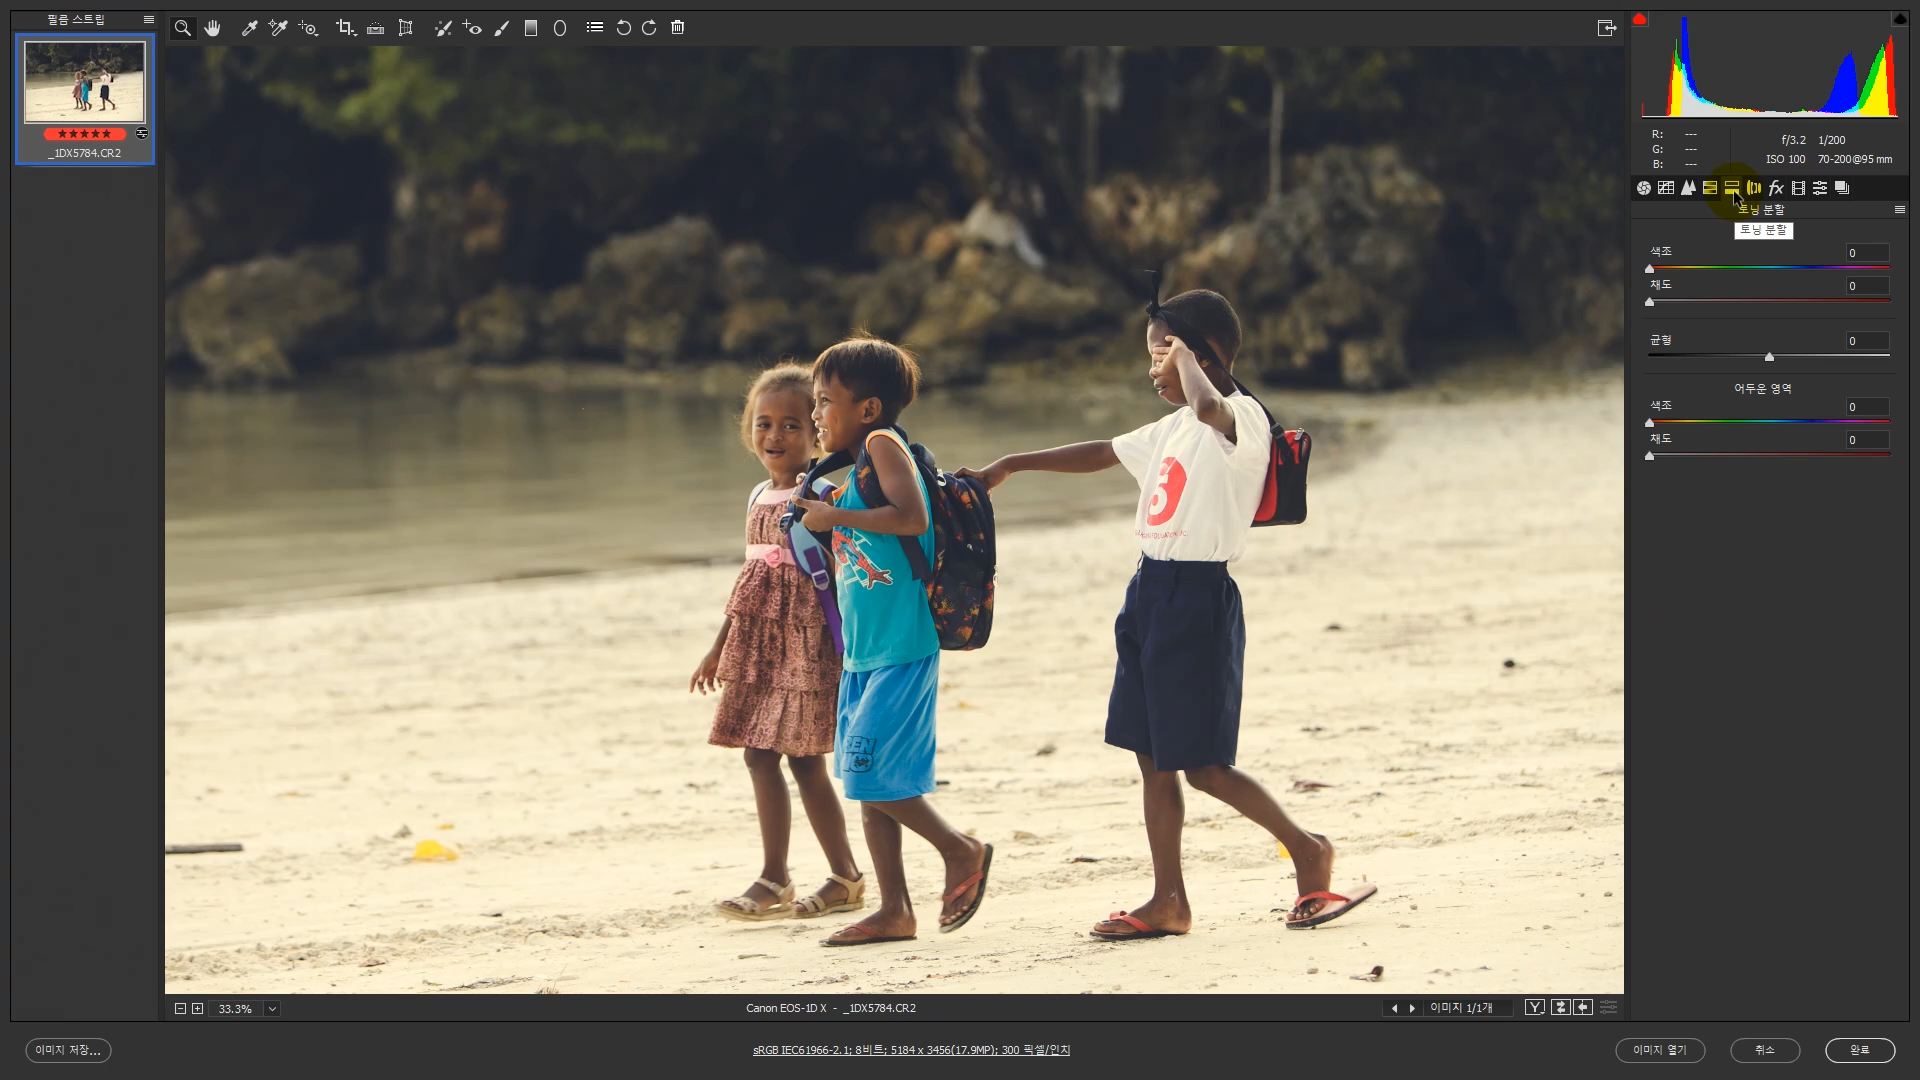 필름 스트립
_1DX5784.CR2
R: ---
G: ---
B: ---
f/3.2 1/200
ISO 100 70-200@95 mm
fx
토닝 분할
토닝 분할
색조 0
채도 0
균형 0
어두운 영역
색조 0
채도 0
6
33.3%
Canon EOS-1D X - _1DX5784.CR2
이미지 1/1개
Y
이미지 저장...
sRGB IEC61966-2.1; 8비트; 5184 x 3456(17.9MP); 300 픽셀/인치
이미지 열기
취소
완료